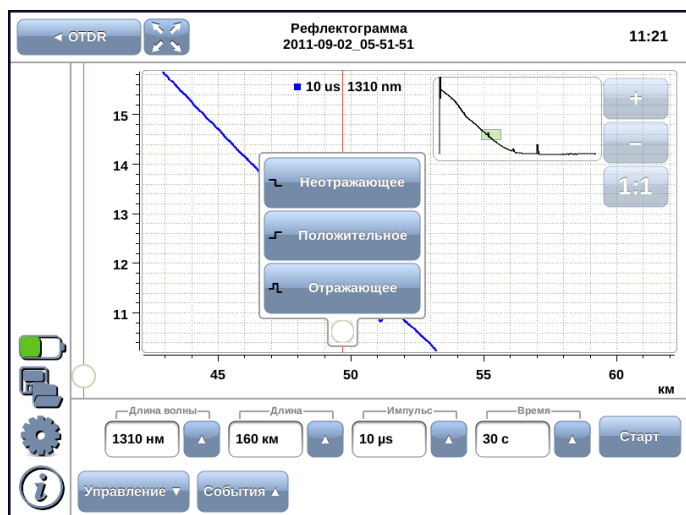 ◄ OTDR
Рефлектограмма
2011-09-02_05-51-51
11:21
10 us 1310 nm
+
−
1:1
15
14
13
12
11
Неотражающее
Положительное
Отражающее
45 50 55 60
км
Длина волны Длина Импульс Время
1310 нм ▲ 160 км ▲ 10 µs ▲ 30 с ▲ Старт
Управление ▼ События ▲